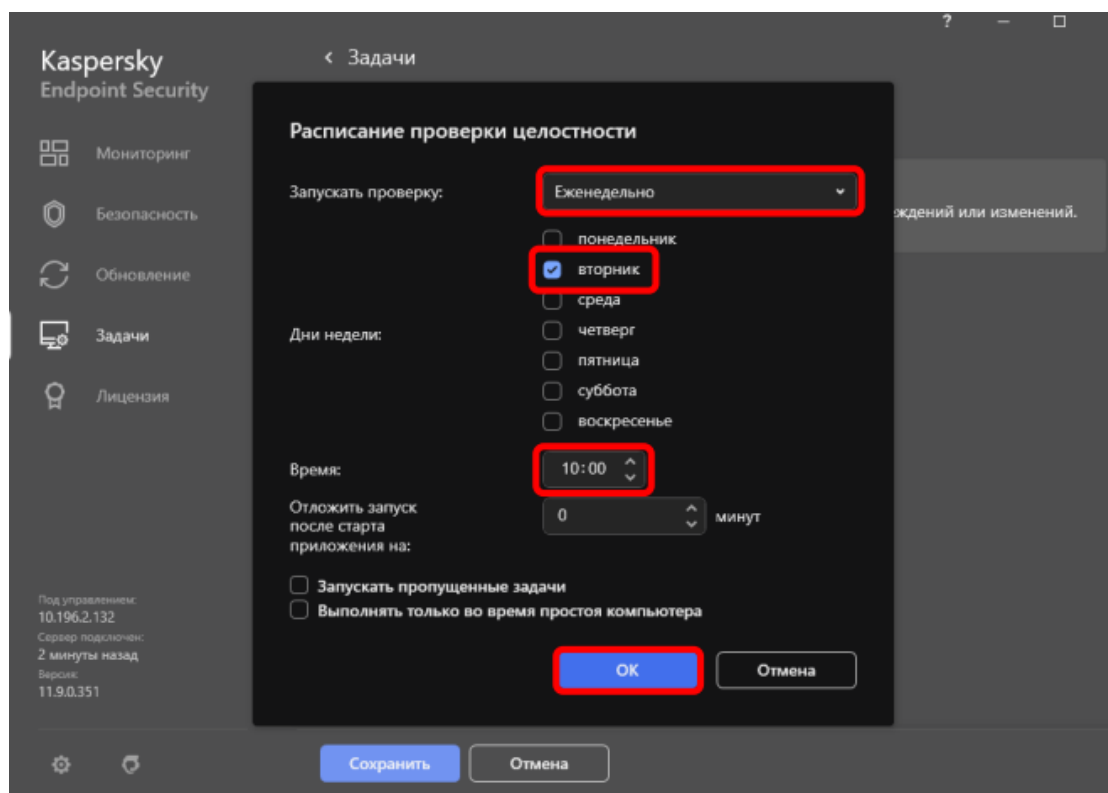 ?
Kaspersky
Endpoint Security
Мониторинг
Безопасность
Обновление
Задачи
Лицензия
Под управлением:
10.196.2.132
Сервер подключен:
2 минуты назад
Версия:
11.9.0.351
< Задачи
еждений или изменений.
Расписание проверки целостности
Запускать проверку: Еженедельно
понедельник
вторник
среда
Дни недели: четверг
пятница
суббота
воскресенье
Время: 10:00
Отложить запуск
после старта
приложения на: 0 минут
Запускать пропущенные задачи
Выполнять только во время простоя компьютера
ОК Отмена
Сохранить Отмена